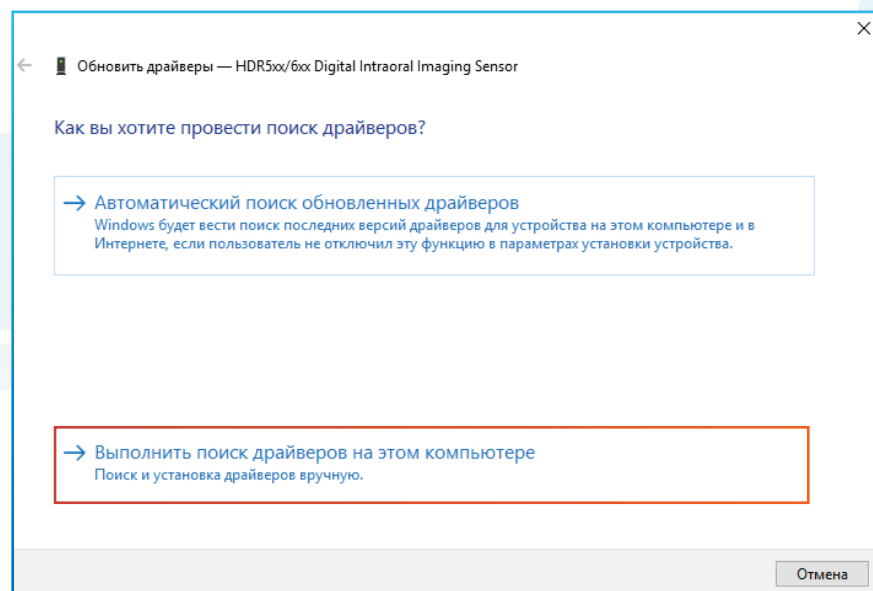 Обновить драйверы — HDR5xx/6xx Digital Intraoral Imaging Sensor
Как вы хотите провести поиск драйверов?
Автоматический поиск обновленных драйверов
Windows будет вести поиск последних версий драйверов для устройства на этом компьютере и в
Интернете, если пользователь не отключил эту функцию в параметрах установки устройства.
Выполнить поиск драйверов на этом компьютере
Поиск и установка драйверов вручную.
Отмена